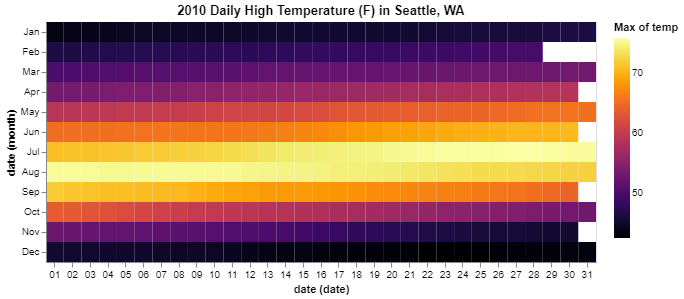 2010 Daily High Temperature (F) in Seattle, WA
Max of temp
Jan
Feb
Mar
Apr
May
Jun
Jul
Aug
Sep
Oct
Nov
Dec
date (month)
70
60
50
01 02 03 04 05 06 07 08 09 10 11 12 13 14 15 16 17 18 19 20 21 22 23 24 25 26 27 28 29 30 31
date (date)